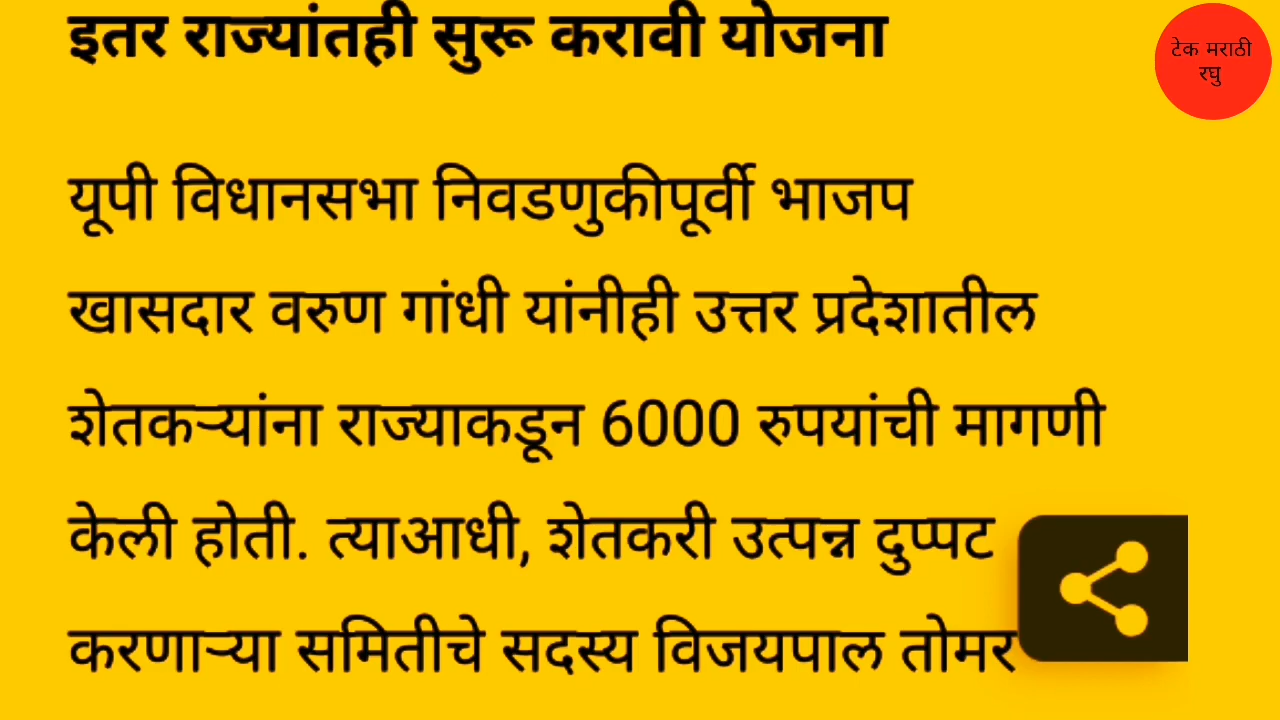 इतर राज्यांतही सुरू करावी योजना
टेक मराठी
रघु
यूपी विधानसभा निवडणुकीपूर्वी भाजप
खासदार वरुण गांधी यांनीही उत्तर प्रदेशातील
शेतकऱ्यांना राज्याकडून 6000 रुपयांची मागणी
केली होती. त्याआधी, शेतकरी उत्पन्न दुप्पट
करणाऱ्या समितीचे सदस्य विजयपाल तोमर